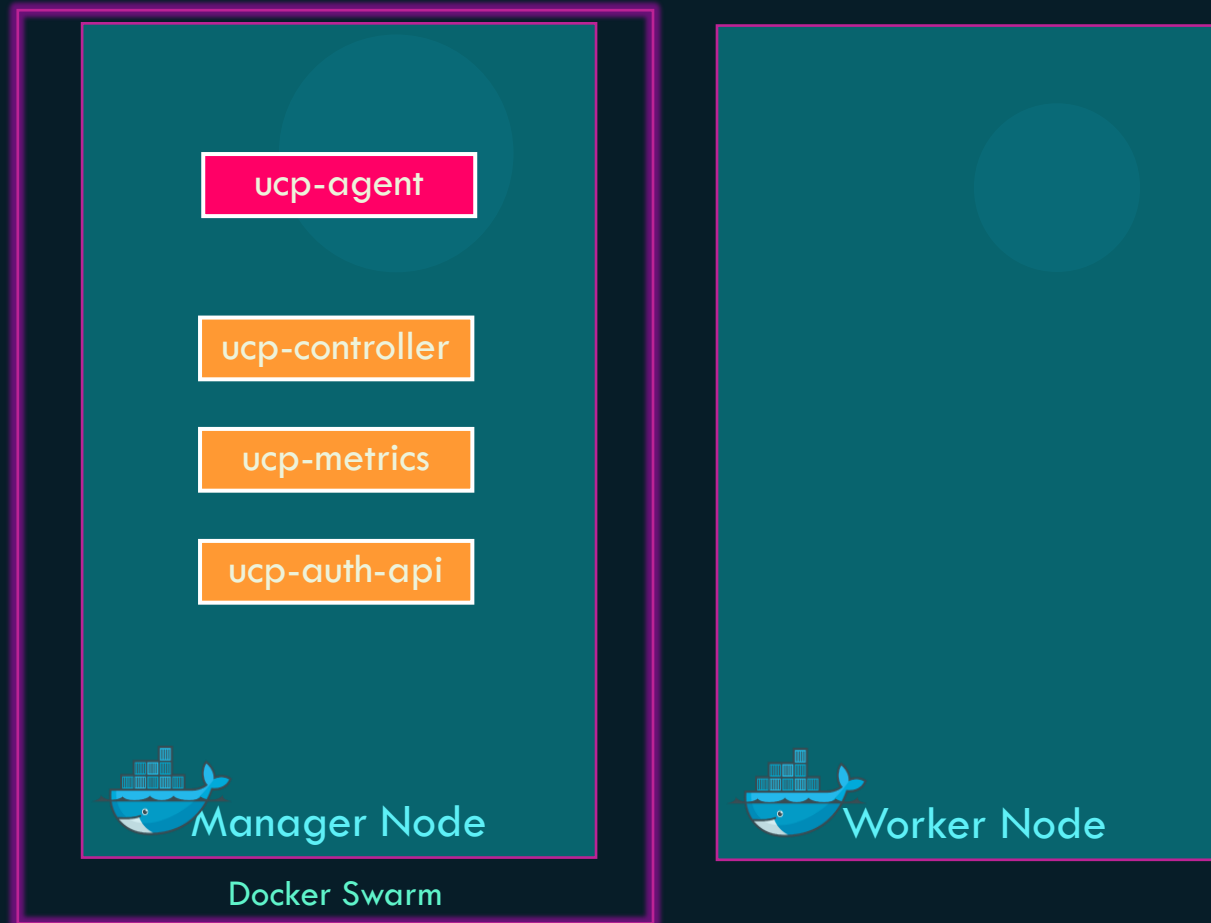 ucp-agent
ucp-controller
ucp-metrics
ucp-auth-api
Manager Node
Worker Node
Docker Swarm